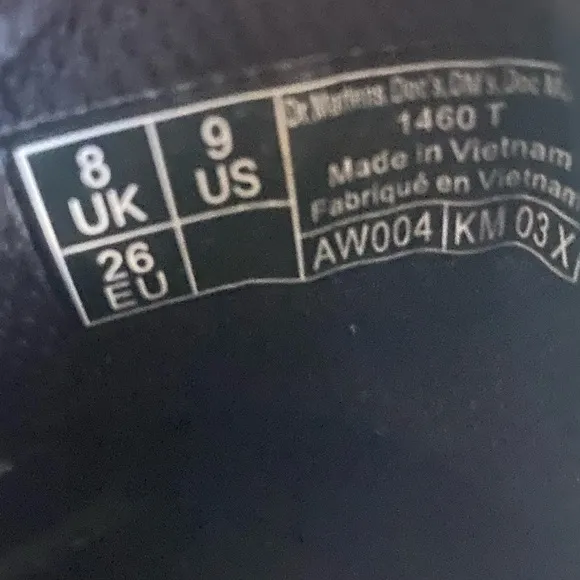 8
UK
9
US
26
EU
Dr. Martens. Doc's. DM's. Doc
1460 T
Made in Vietnam
Fabriqué en Vietnam
AW004 KM 03 X